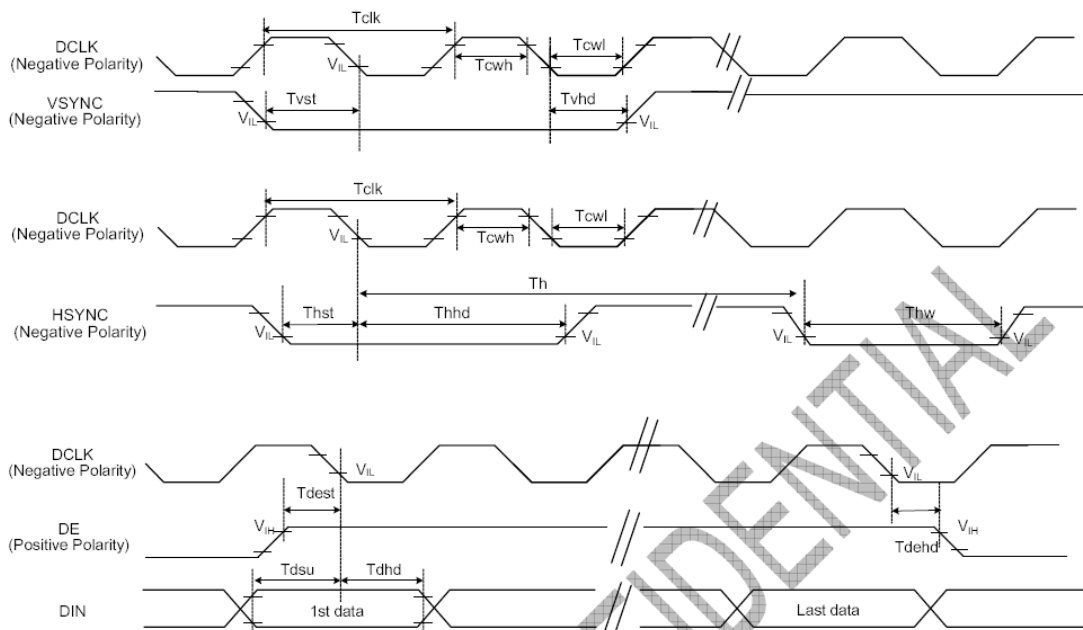 Tclk
DCLK
(Negative Polarity)
VIL
Tcwh
Tcwl
VSYNC
(Negative Polarity)
VIL
Tvst
Tvhd
VIL
Tclk
DCLK
(Negative Polarity)
VIL
Tcwh
Tcwl
Th
HSYNC
(Negative Polarity)
VIL
Thst
Thhd
VIL
VIL
Thw
VIL
DCLK
(Negative Polarity)
VIL
VIL
Tdest
DE
(Positive Polarity)
VIH
VIH
Tdehd
Tdsu
Tdhd
DIN
1st data
Last data
IDENTIAL